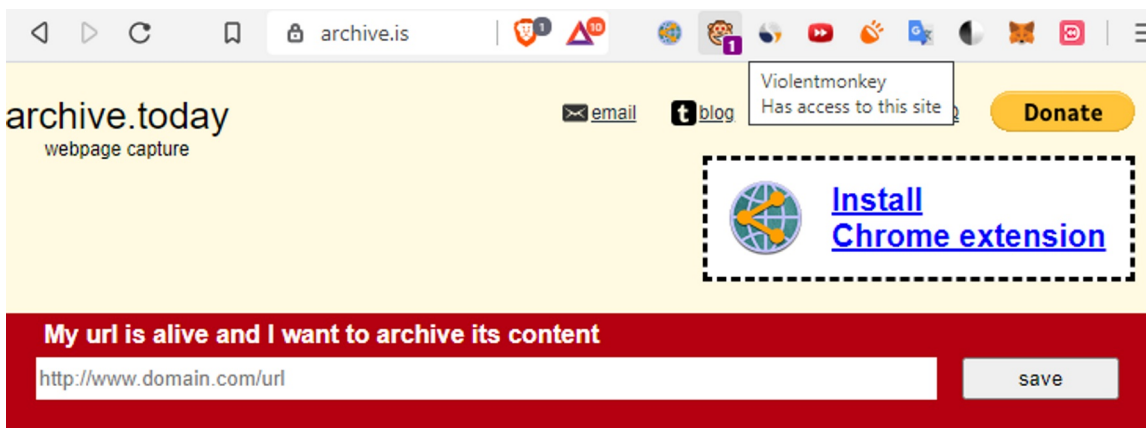 archive.is
1
10
1
Violentmonkey
Has access to this site
archive.today
webpage capture
email
t blog
Donate
Install
Chrome extension
My url is alive and I want to archive its content
http://www.domain.com/url
save